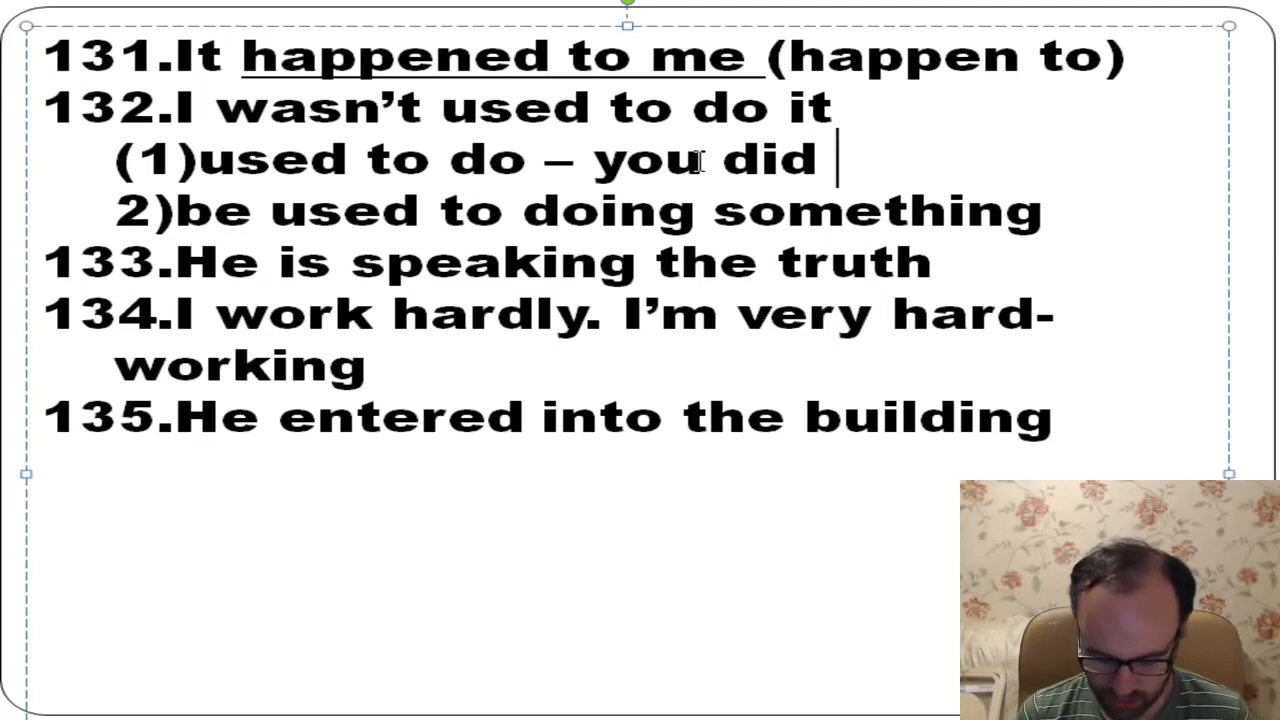 131.It happened to me (happen to)
132.I wasn’t used to do it
(1)used to do – you did
2)be used to doing something
133.He is speaking the truth
134.I work hardly. I’m very hard-
working
135.He entered into the building